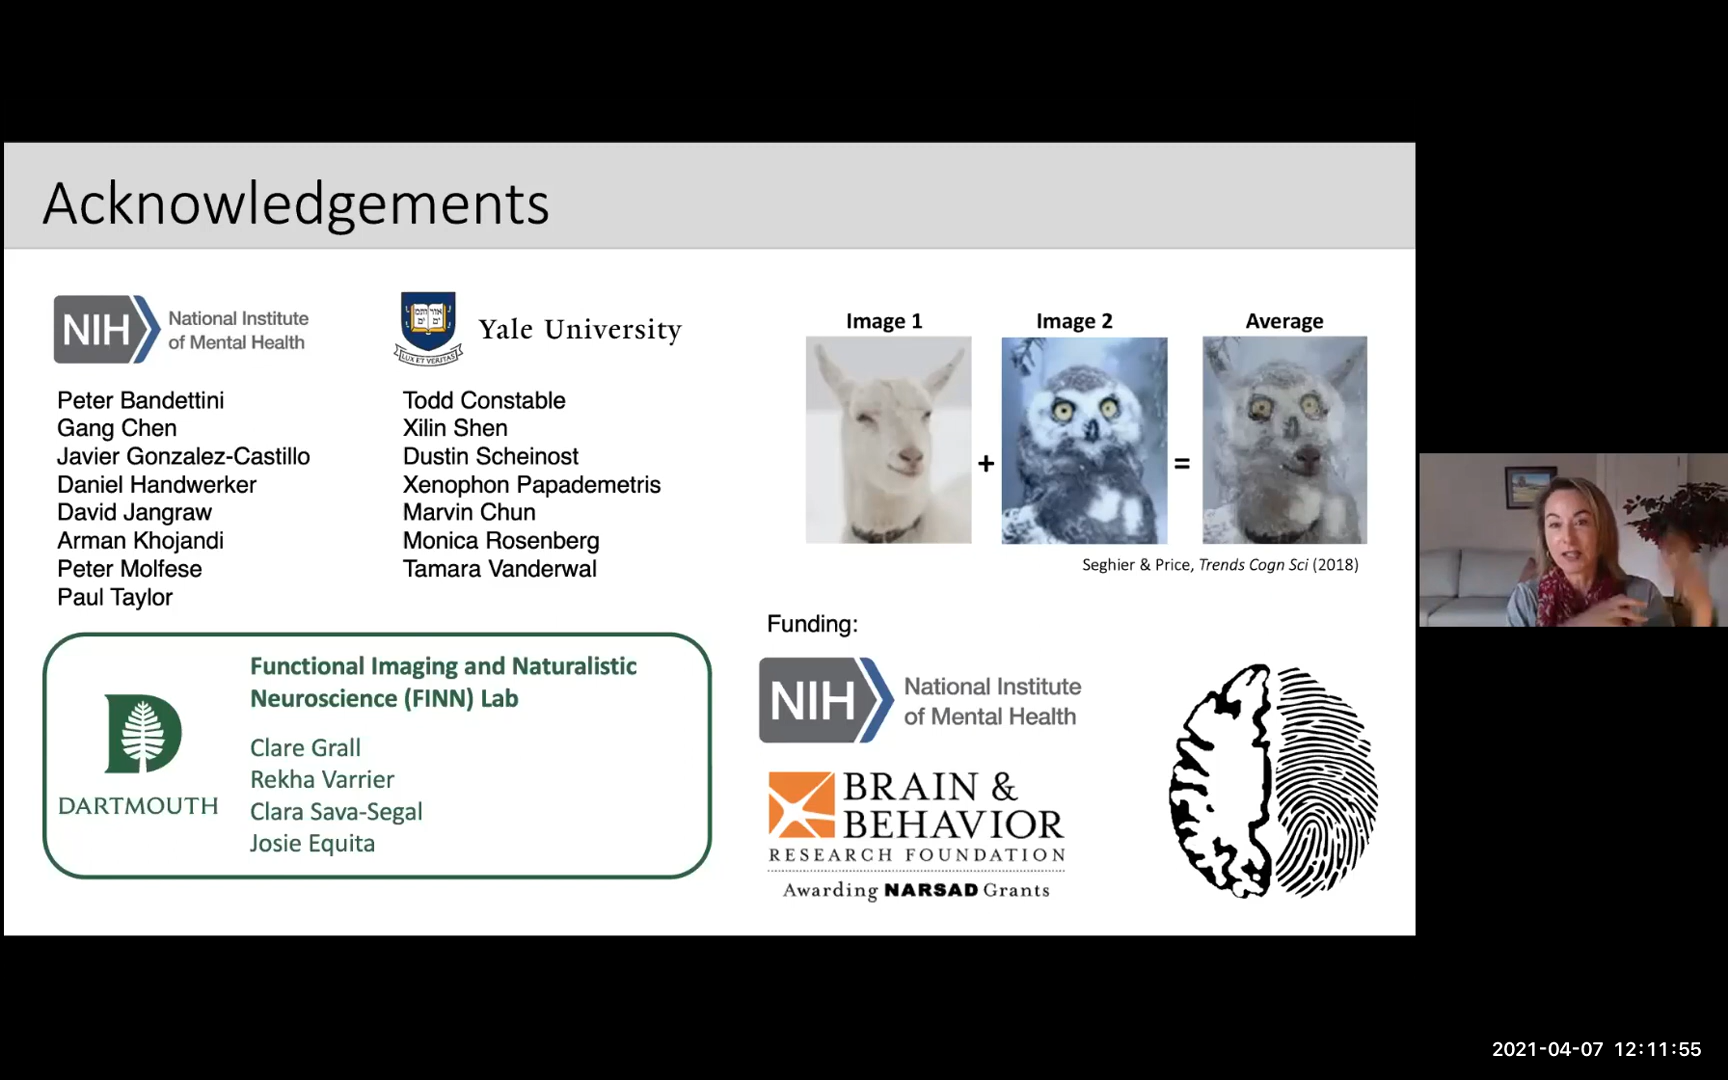 Acknowledgements
NIH
National Institute
of Mental Health
Peter Bandettini
Gang Chen
Javier Gonzalez-Castillo
Daniel Handwerker
David Jangraw
Arman Khojandi
Peter Molfese
Paul Taylor
LUX ET VERITAS
Yale University
Todd Constable
Xilin Shen
Dustin Scheinost
Xenophon Papademetris
Marvin Chun
Monica Rosenberg
Tamara Vanderwal
DARTMOUTH
Functional Imaging and Naturalistic
Neuroscience (FINN) Lab
Clare Grall
Rekha Varrier
Clara Sava-Segal
Josie Equita
Image 1
Image 2
Average
+
=
Seghier & Price, Trends Cogn Sci (2018)
Funding:
NIH
National Institute
of Mental Health
BRAIN &
BEHAVIOR
RESEARCH FOUNDATION
Awarding NARSAD Grants
2021-04-07 12:11:55